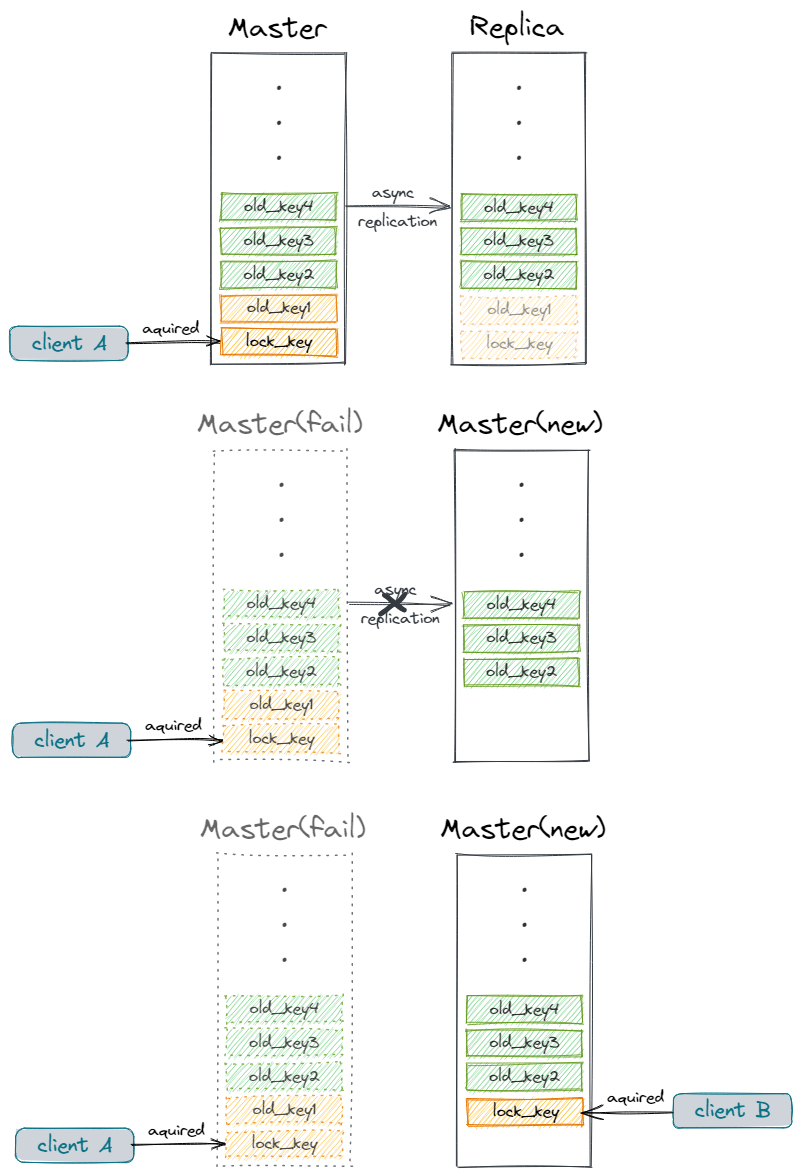 Master
Replica
.
.
.
.
.
.
old_key4
async
old_key4
replication
old_key3
old_key3
old_key2
old_key2
old_key1
old_key1
client A
aquired
lock_key
lock_key
Master(fail)
Master(new)
.
.
.
.
.
.
old_key4
async
old_key4
replication
old_key3
old_key3
old_key2
old_key2
old_key1
client A
aquired
lock_key
Master(fail)
Master(new)
.
.
.
.
.
.
old_key4
old_key4
old_key3
old_key3
old_key2
old_key2
old_key1
lock_key
aquired
client B
client A
aquired
lock_key